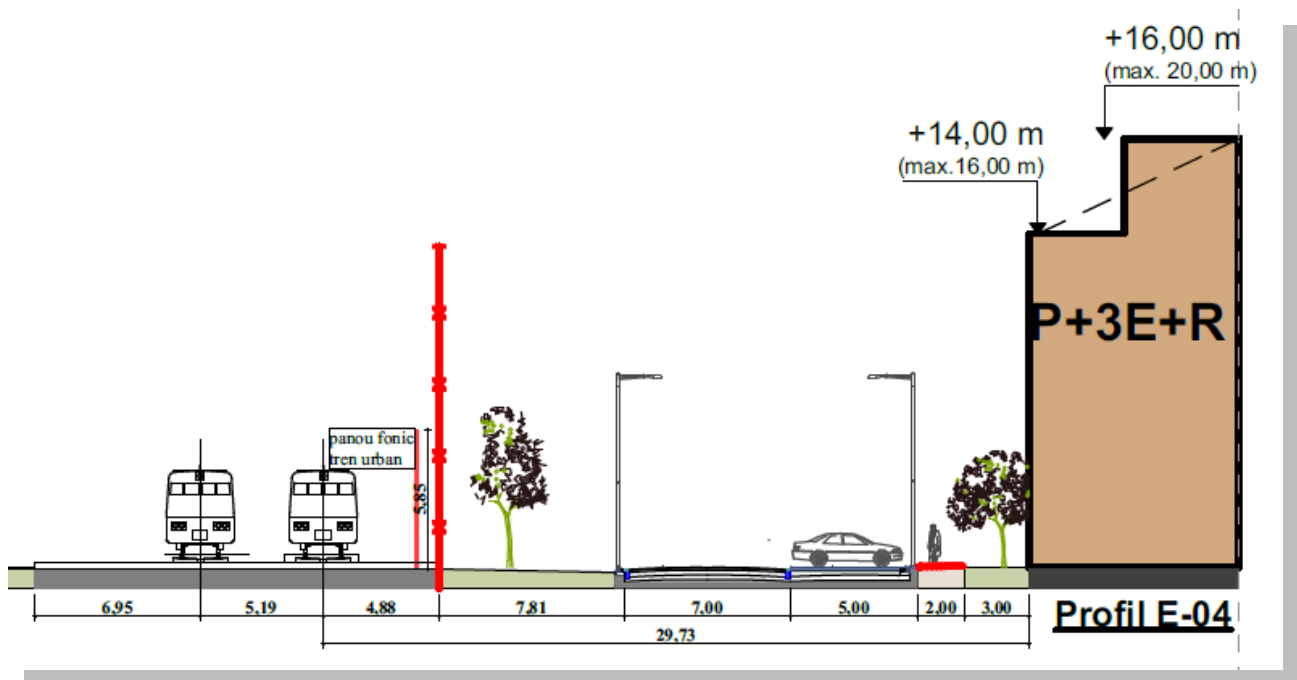 +16,00 m
(max. 20,00 m)
+14,00 m
(max.16,00 m)
P+3E+R
panou fonic
tren urban
5,85
6,95 5,19 4,88 7,81 7,00 5,00 2,00 3,00
29,73
Profil E-04